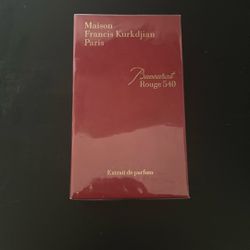 Maison
Francis Kurkdjian
Paris
Baccarat
Rouge 540
Extrait de parfum